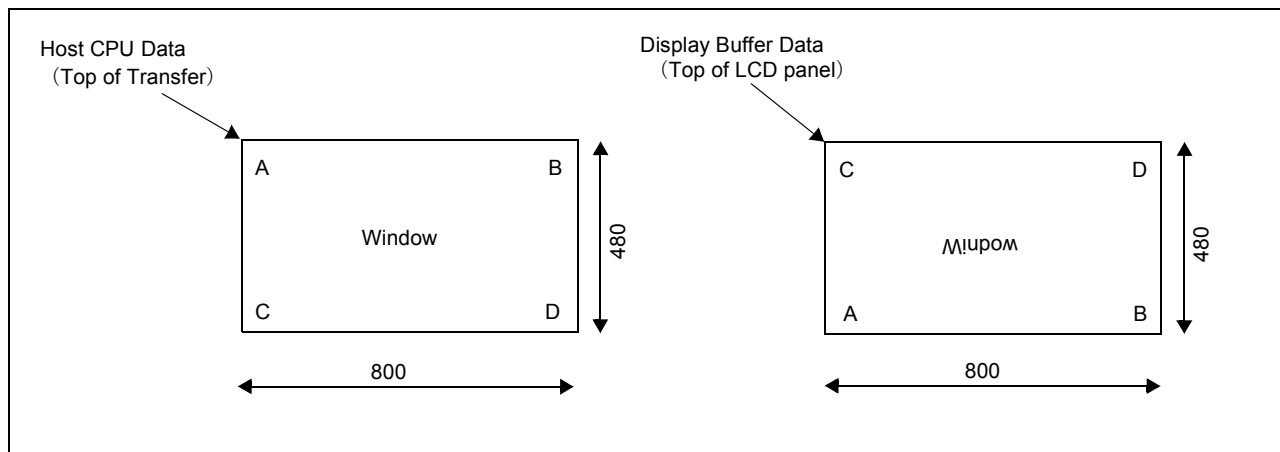 Host CPU Data
（Top of Transfer）
A B
Window
C D
480
800
Display Buffer Data
（Top of LCD panel）
C D
Window
A B
480
800